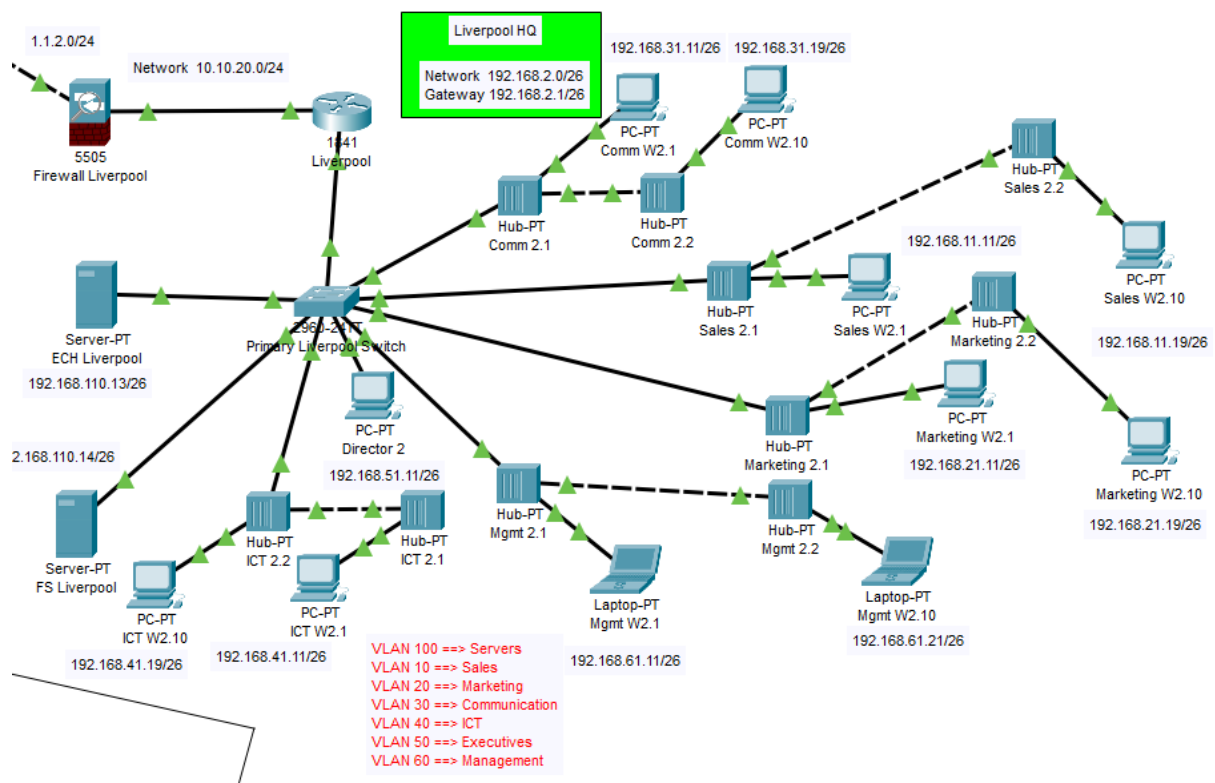 1.1.2.0/24
Network 10.10.20.0/24
5505
Firewall Liverpool
1841
Liverpool
Liverpool HQ
Network 192.168.2.0/26
Gateway 192.168.2.1/26
192.168.31.11/26
192.168.31.19/26
PC-PT
Comm W2.1
PC-PT
Comm W2.10
Hub-PT
Comm 2.1
Hub-PT
Comm 2.2
Hub-PT
Sales 2.2
192.168.11.11/26
Hub-PT
Sales 2.1
PC-PT
Sales W2.1
PC-PT
Sales W2.10
192.168.11.19/26
Hub-PT
Marketing 2.2
Server-PT
ECH Liverpool
192.168.110.13/26
2960-24TT
Primary Liverpool Switch
PC-PT
Director 2
192.168.51.11/26
Hub-PT
Marketing 2.1
PC-PT
Marketing W2.1
192.168.21.11/26
PC-PT
Marketing W2.10
192.168.21.19/26
2.168.110.14/26
Server-PT
FS Liverpool
Hub-PT
ICT 2.2
Hub-PT
ICT 2.1
Hub-PT
Mgmt 2.1
Hub-PT
Mgmt 2.2
PC-PT
ICT W2.10
192.168.41.19/26
PC-PT
ICT W2.1
192.168.41.11/26
Laptop-PT
Mgmt W2.1
192.168.61.11/26
Laptop-PT
Mgmt W2.10
192.168.61.21/26
VLAN 100 ==> Servers
VLAN 10 ==> Sales
VLAN 20 ==> Marketing
VLAN 30 ==> Communication
VLAN 40 ==> ICT
VLAN 50 ==> Executives
VLAN 60 ==> Management